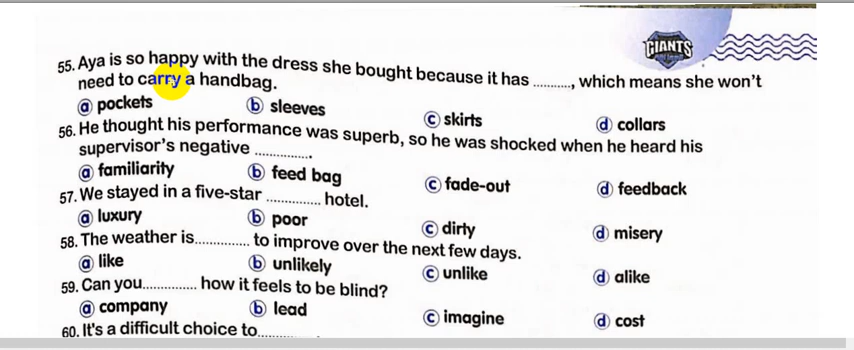 GIANTS
55. Aya is so happy with the dress she bought because it has .........., which means she won't
need to carry a handbag.
ⓐ pockets ⓑ sleeves ⓒ skirts ⓓ collars
56. He thought his performance was superb, so he was shocked when he heard his
supervisor's negative ...............
ⓐ familiarity ⓑ feed bag ⓒ fade-out ⓓ feedback
57. We stayed in a five-star .............. hotel.
ⓐ luxury ⓑ poor ⓒ dirty ⓓ misery
58. The weather is.............. to improve over the next few days.
ⓐ like ⓑ unlikely ⓒ unlike ⓓ alike
59. Can you.............. how it feels to be blind?
ⓐ company ⓑ lead ⓒ imagine ⓓ cost
60. It's a difficult choice to..............